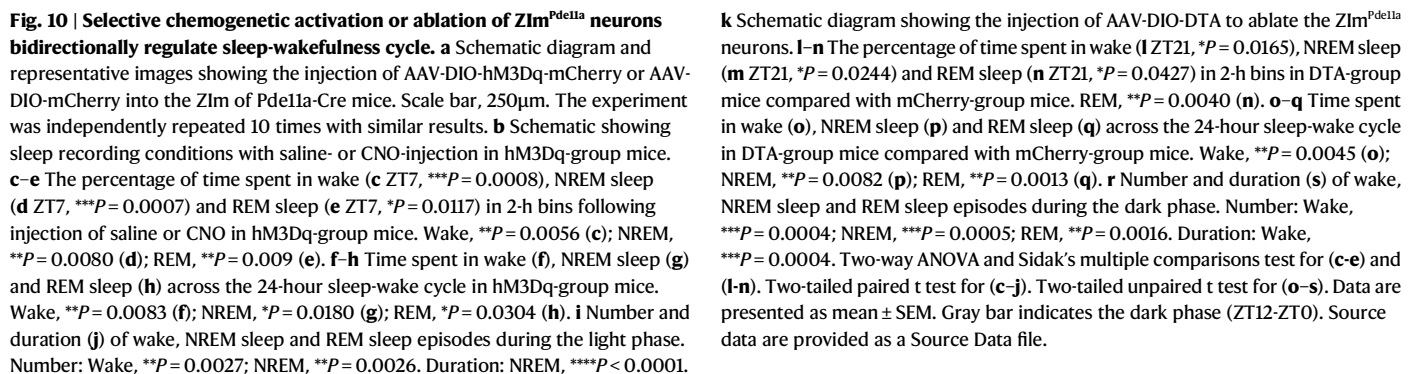 Fig. 10 | Selective chemogenetic activation or ablation of ZIm^Pde11a neurons
bidirectionally regulate sleep-wakefulness cycle. a Schematic diagram and
representative images showing the injection of AAV-DIO-hM3Dq-mCherry or AAV-
DIO-mCherry into the ZIm of Pde11a-Cre mice. Scale bar, 250μm. The experiment
was independently repeated 10 times with similar results. b Schematic showing
sleep recording conditions with saline- or CNO-injection in hM3Dq-group mice.
c–e The percentage of time spent in wake (c ZT7, ***P = 0.0008), NREM sleep
(d ZT7, ***P = 0.0007) and REM sleep (e ZT7, *P = 0.0117) in 2-h bins following
injection of saline or CNO in hM3Dq-group mice. Wake, **P = 0.0056 (c); NREM,
**P = 0.0080 (d); REM, **P = 0.009 (e). f–h Time spent in wake (f), NREM sleep (g)
and REM sleep (h) across the 24-hour sleep-wake cycle in hM3Dq-group mice.
Wake, **P = 0.0083 (f); NREM, *P = 0.0180 (g); REM, *P = 0.0304 (h). i Number and
duration (j) of wake, NREM sleep and REM sleep episodes during the light phase.
Number: Wake, **P = 0.0027; NREM, **P = 0.0026. Duration: NREM, ****P < 0.0001.
k Schematic diagram showing the injection of AAV-DIO-DTA to ablate the ZIm^Pde11a
neurons. l–n The percentage of time spent in wake (l ZT21, *P = 0.0165), NREM sleep
(m ZT21, *P = 0.0244) and REM sleep (n ZT21, *P = 0.0427) in 2-h bins in DTA-group
mice compared with mCherry-group mice. REM, **P = 0.0040 (n). o–q Time spent
in wake (o), NREM sleep (p) and REM sleep (q) across the 24-hour sleep-wake cycle
in DTA-group mice compared with mCherry-group mice. Wake, **P = 0.0045 (o);
NREM, **P = 0.0082 (p); REM, **P = 0.0013 (q). r Number and duration (s) of wake,
NREM sleep and REM sleep episodes during the dark phase. Number: Wake,
***P = 0.0004; NREM, ***P = 0.0005; REM, **P = 0.0016. Duration: Wake,
***P = 0.0004. Two-way ANOVA and Sidak's multiple comparisons test for (c-e) and
(l-n). Two-tailed paired t test for (c–j). Two-tailed unpaired t test for (o–s). Data are
presented as mean ± SEM. Gray bar indicates the dark phase (ZT12-ZT0). Source
data are provided as a Source Data file.